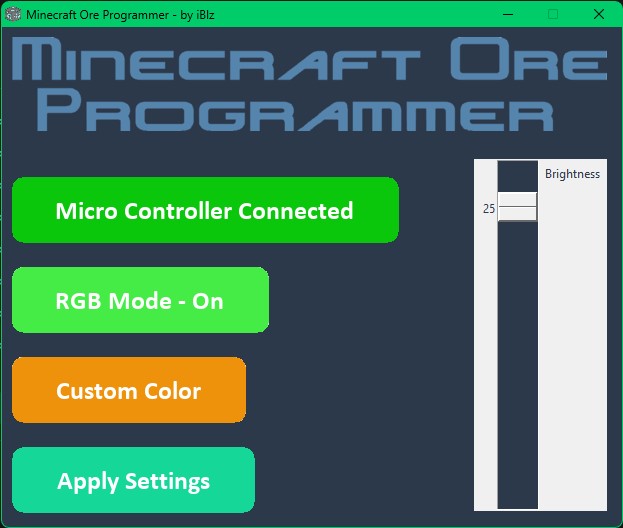 Minecraft Ore Programmer - by iBlz
Minecraft Ore
Programmer
Micro Controller Connected
Brightness
25
RGB Mode - On
Custom Color
Apply Settings